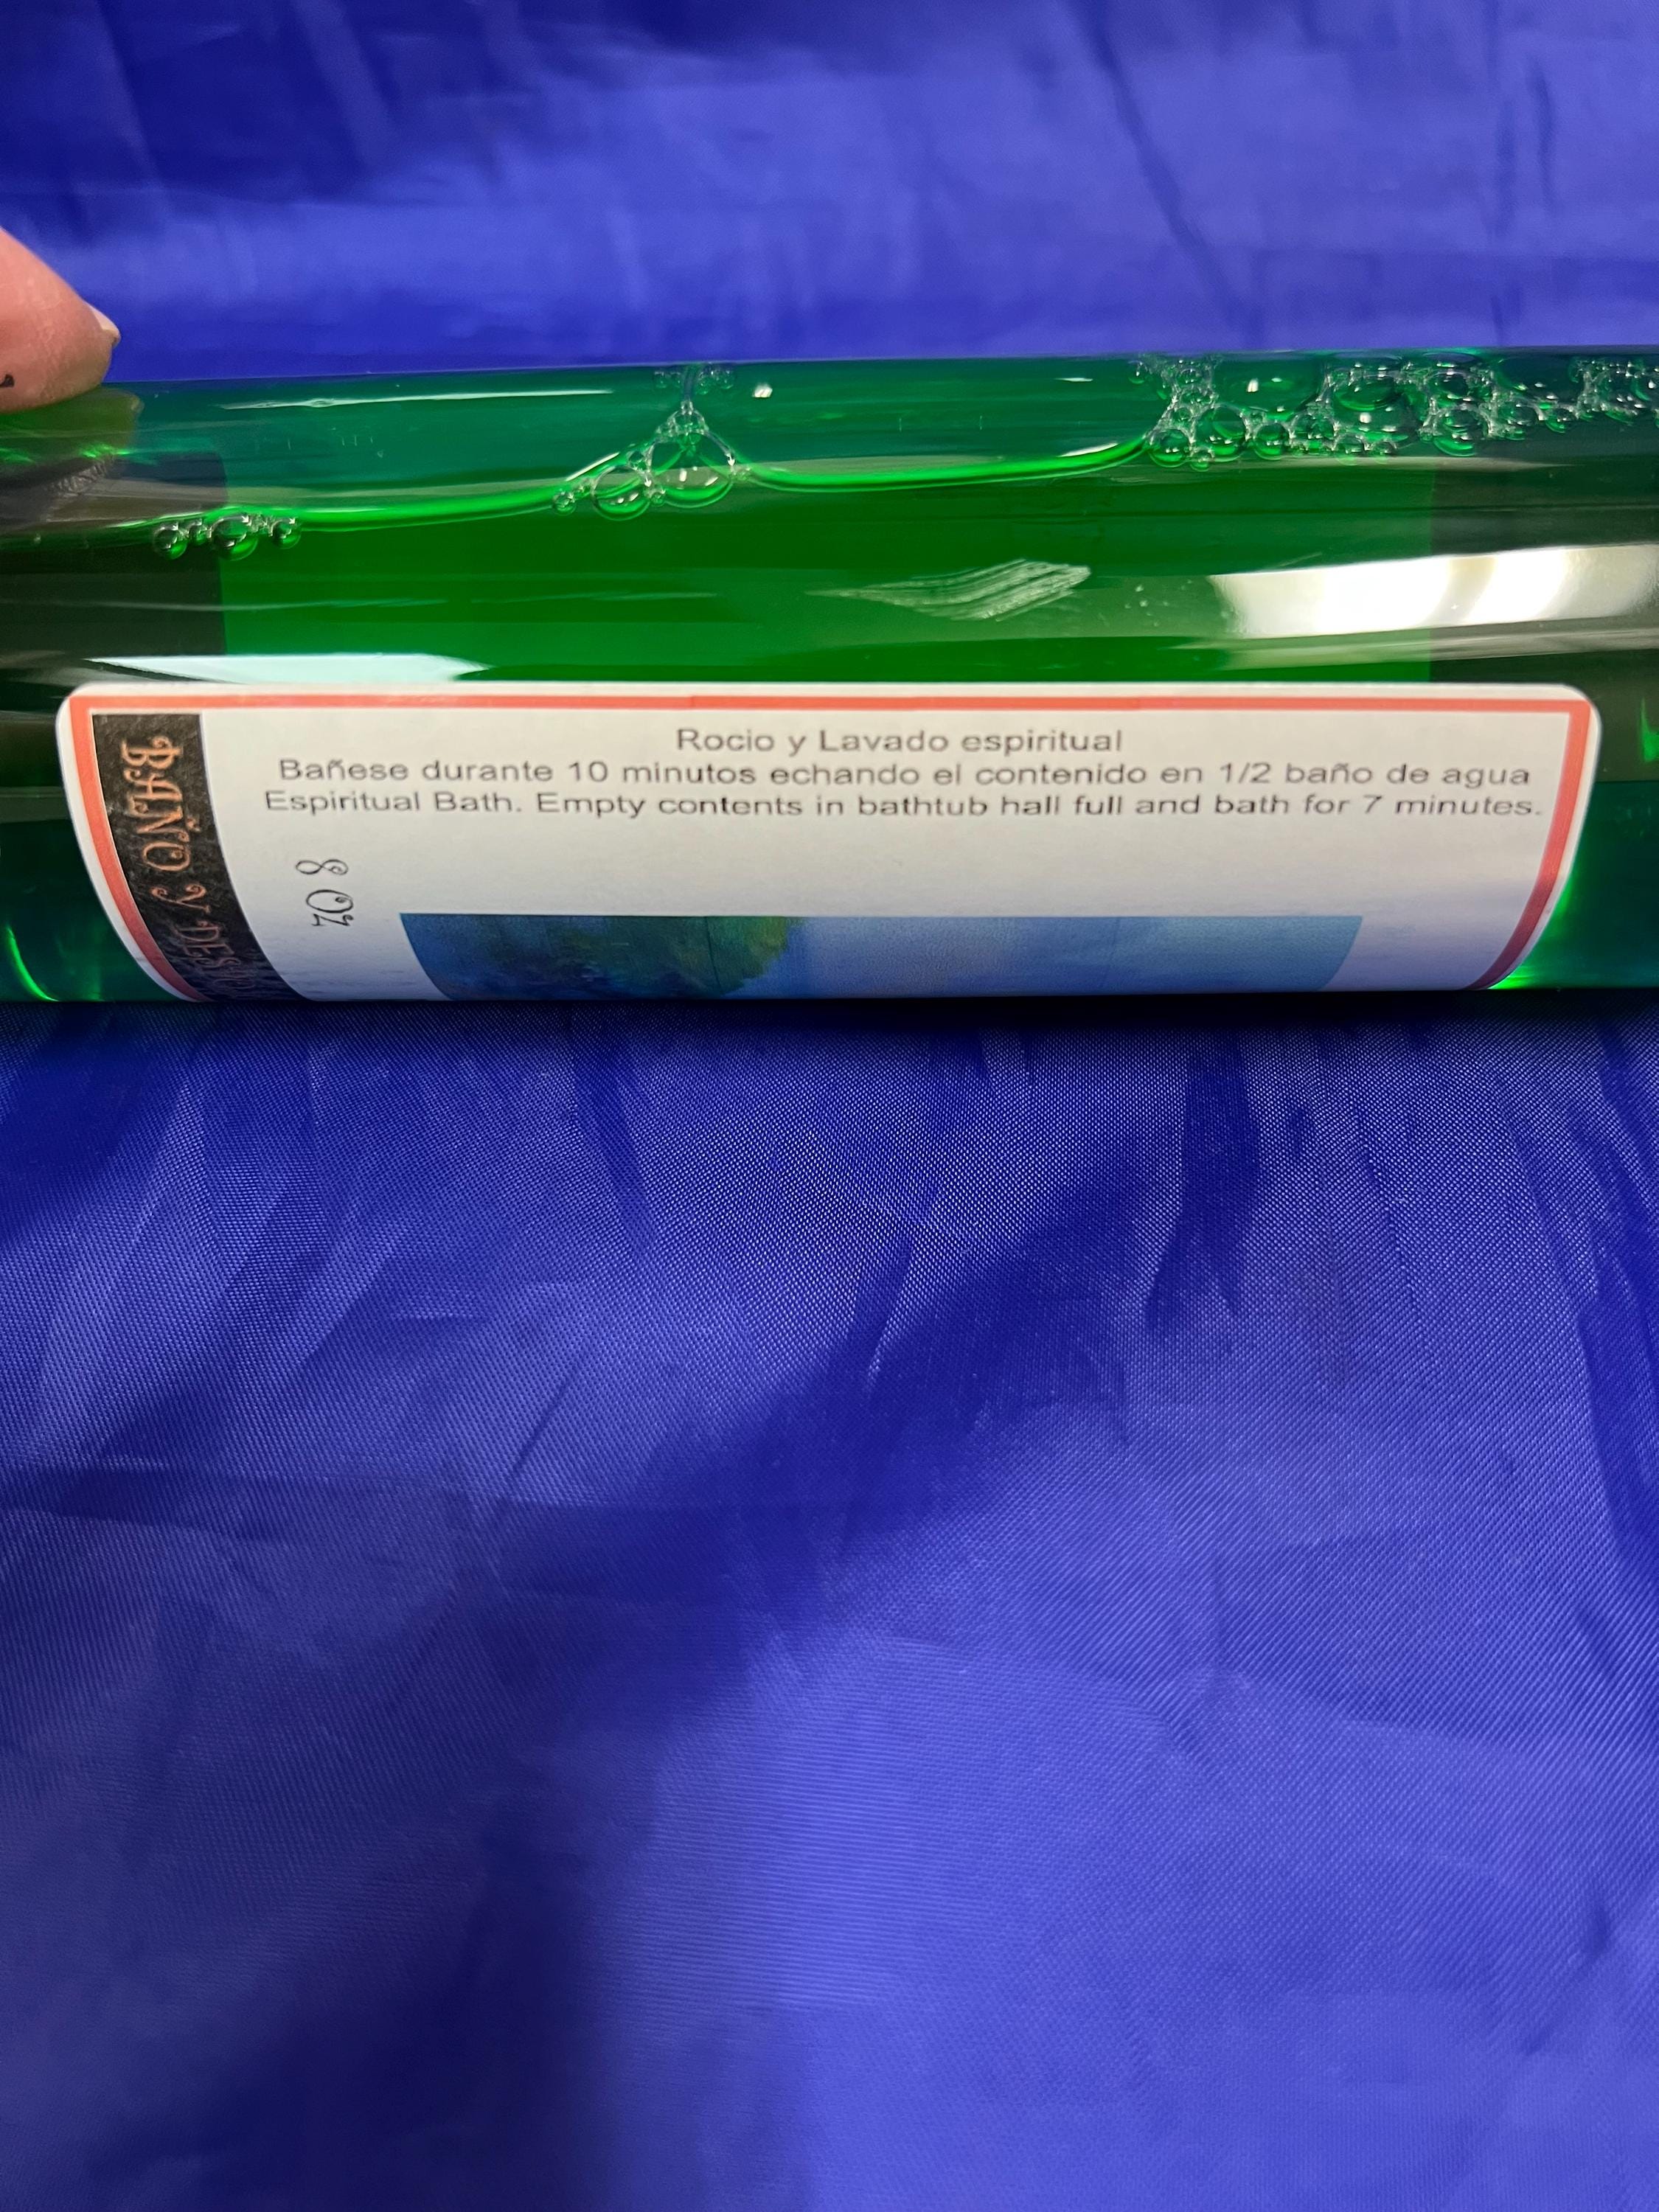 Rocio y Lavado espiritual
Bañese durante 10 minutos echando el contenido en 1/2 baño de agua
Espiritual Bath. Empty contents in bathtub hall full and bath for 7 minutes.
8 Oz
BAÑO Y